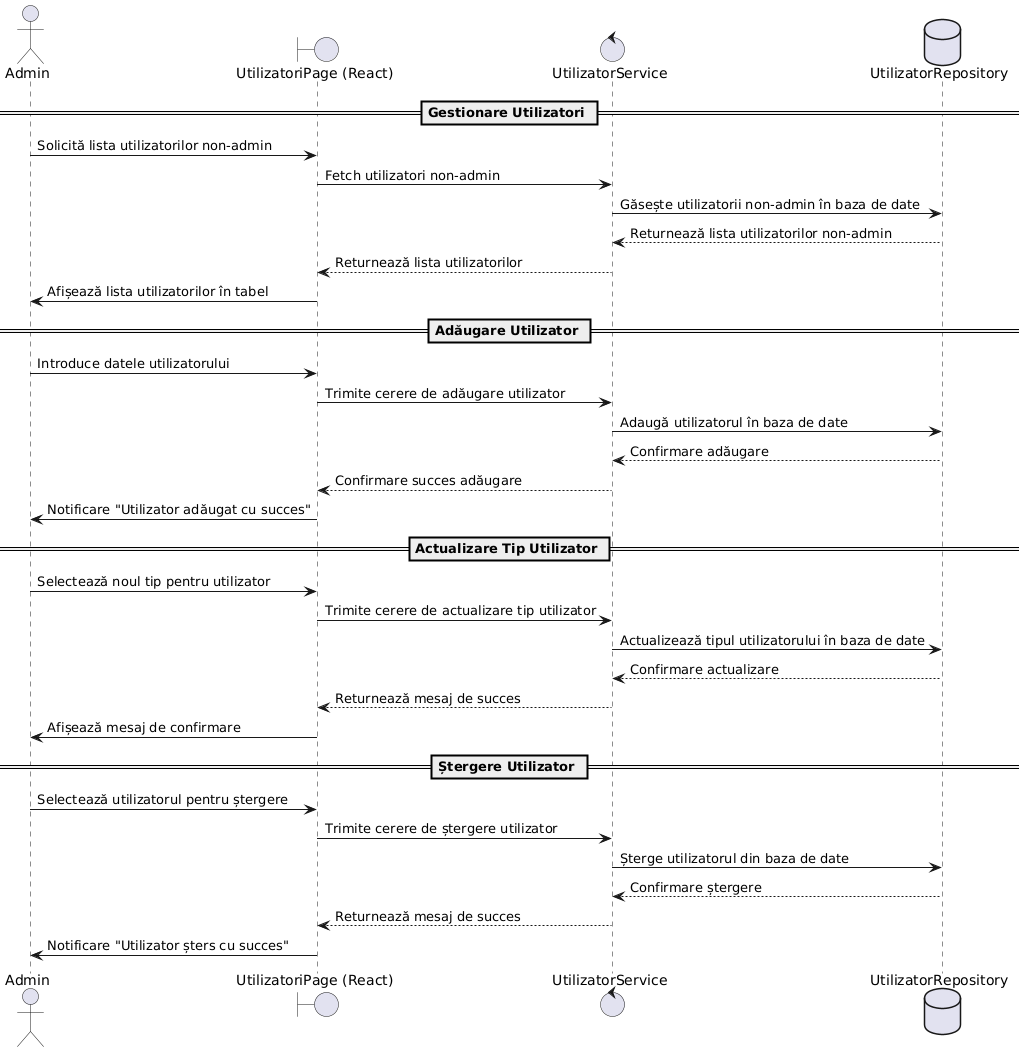 Admin
UtilizatoriPage (React)
UtilizatorService
UtilizatorRepository
Gestionare Utilizatori
Solicită lista utilizatorilor non-admin
Fetch utilizatori non-admin
Găsește utilizatorii non-admin în baza de date
Returnează lista utilizatorilor non-admin
Returnează lista utilizatorilor
Afișează lista utilizatorilor în tabel
Adăugare Utilizator
Introduce datele utilizatorului
Trimite cerere de adăugare utilizator
Adaugă utilizatorul în baza de date
Confirmare adăugare
Confirmare succes adăugare
Notificare "Utilizator adăugat cu succes"
Actualizare Tip Utilizator
Selectează noul tip pentru utilizator
Trimite cerere de actualizare tip utilizator
Actualizează tipul utilizatorului în baza de date
Confirmare actualizare
Returnează mesaj de succes
Afișează mesaj de confirmare
Ștergere Utilizator
Selectează utilizatorul pentru ștergere
Trimite cerere de ștergere utilizator
Șterge utilizatorul din baza de date
Confirmare ștergere
Returnează mesaj de succes
Notificare "Utilizator șters cu succes"
Admin
UtilizatoriPage (React)
UtilizatorService
UtilizatorRepository